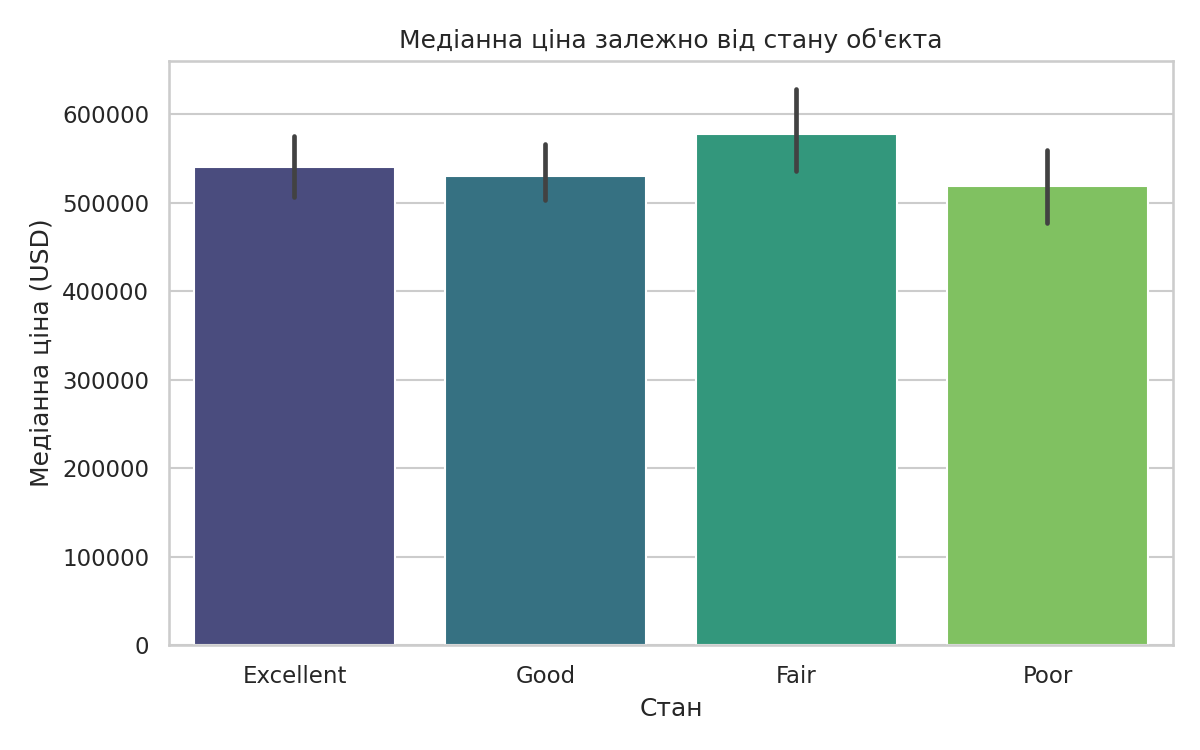 Медіанна ціна залежно від стану об'єкта
Медіанна ціна (USD)
600000
500000
400000
300000
200000
100000
0
Excellent Good Fair Poor
Стан